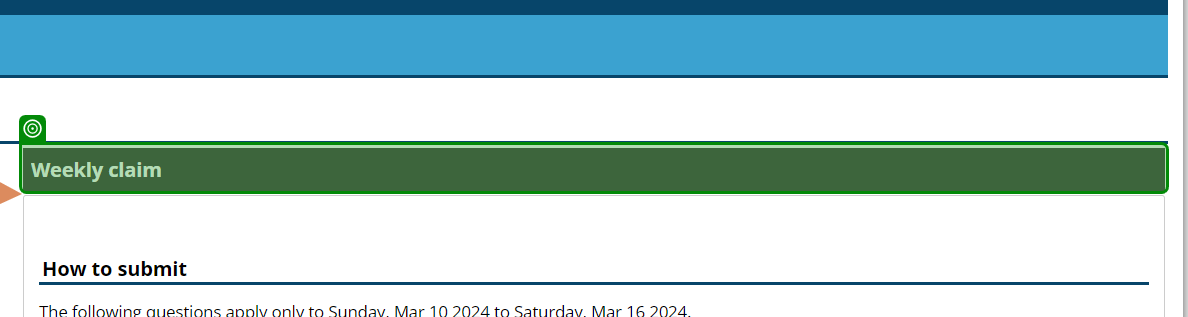 Weekly claim
How to submit
The following questions apply only to Sunday, Mar 10 2024 to Saturday, Mar 16 2024.